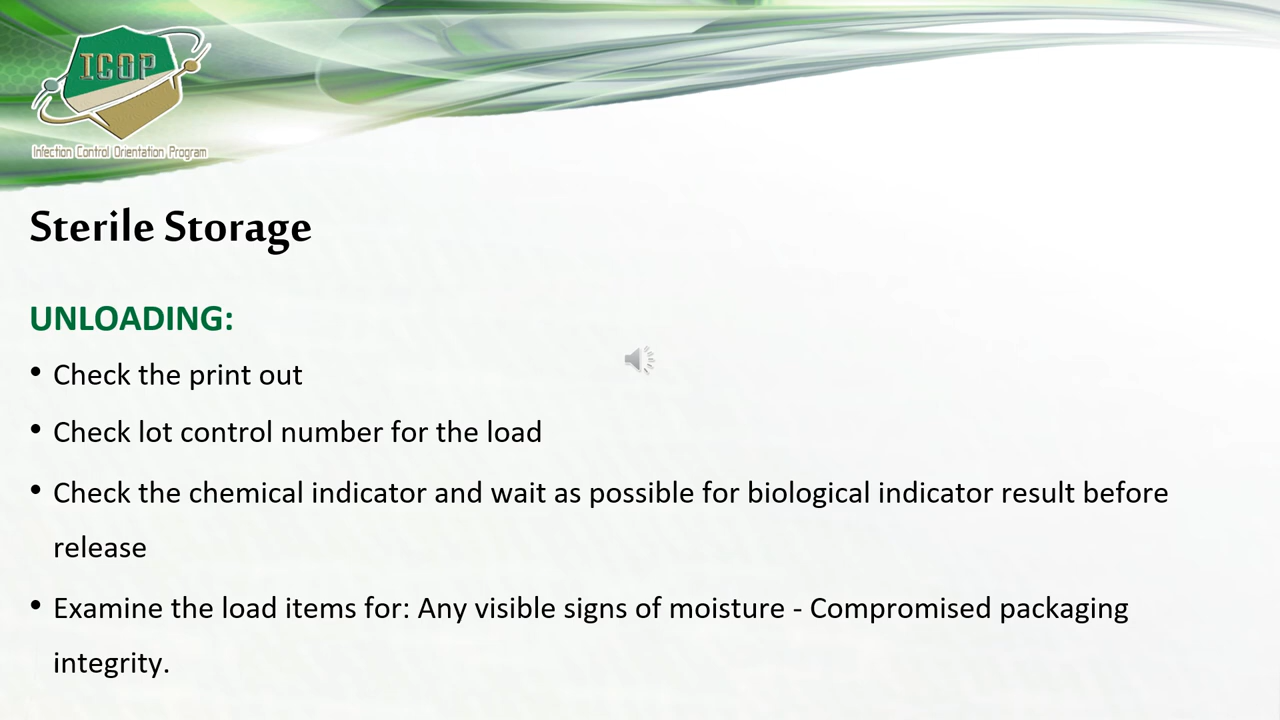 ICOP
Infection Control Orientation Program
Sterile Storage
UNLOADING:
• Check the print out
• Check lot control number for the load
• Check the chemical indicator and wait as possible for biological indicator result before
release
• Examine the load items for: Any visible signs of moisture - Compromised packaging
integrity.